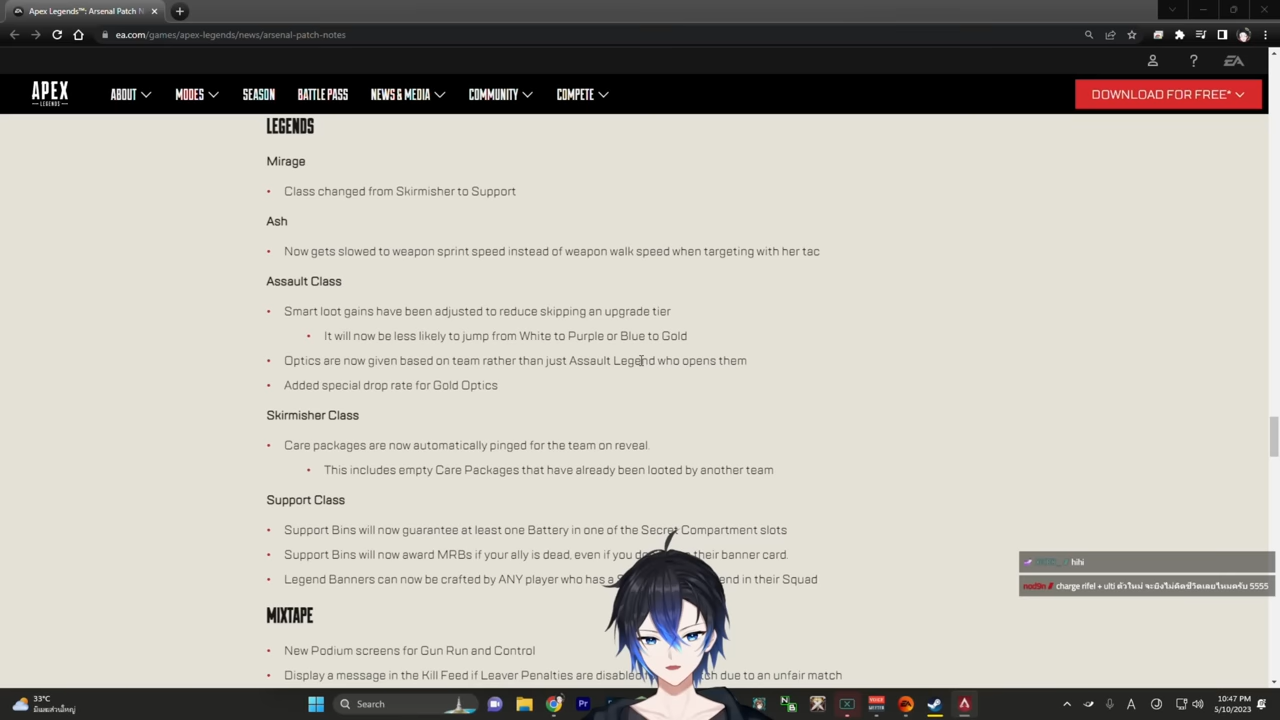 Apex Legends™: Arsenal Patch N
ea.com/games/apex-legends/news/arsenal-patch-notes
APEX
LEGENDS
ABOUT
MODES
SEASON
BATTLE PASS
NEWS & MEDIA
COMMUNITY
COMPETE
DOWNLOAD FOR FREE*
LEGENDS
Mirage
• Class changed from Skirmisher to Support
Ash
• Now gets slowed to weapon sprint speed instead of weapon walk speed when targeting with her tac
Assault Class
• Smart loot gains have been adjusted to reduce skipping an upgrade tier
• It will now be less likely to jump from White to Purple or Blue to Gold
• Optics are now given based on team rather than just Assault Legend who opens them
• Added special drop rate for Gold Optics
Skirmisher Class
• Care packages are now automatically pinged for the team on reveal.
• This includes empty Care Packages that have already been looted by another team
Support Class
• Support Bins will now guarantee at least one Battery in one of the Secret Compartment slots
• Support Bins will now award MRBs if your ally is dead, even if you do their banner card.
• Legend Banners can now be crafted by ANY player who has a end in their Squad
hihi
charge rifel + ulti ตัวใหม่ จะยังไม่คิดชีวิตเลยไหมครับ 5555
MIXTAPE
• New Podium screens for Gun Run and Control
• Display a message in the Kill Feed if Leaver Penalties are disabled ch due to an unfair match
33°C
Search
10:47 PM
5/10/2023